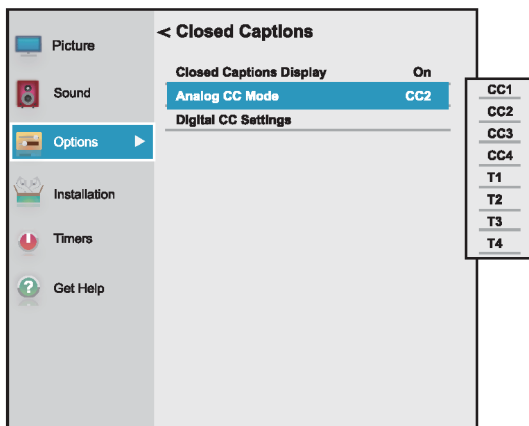 Picture
Sound
Options
Installation
Timers
Get Help
< Closed Captions
Closed Captions Display On
Analog CC Mode CC2
Digital CC Settings
CC1
CC2
CC3
CC4
T1
T2
T3
T4